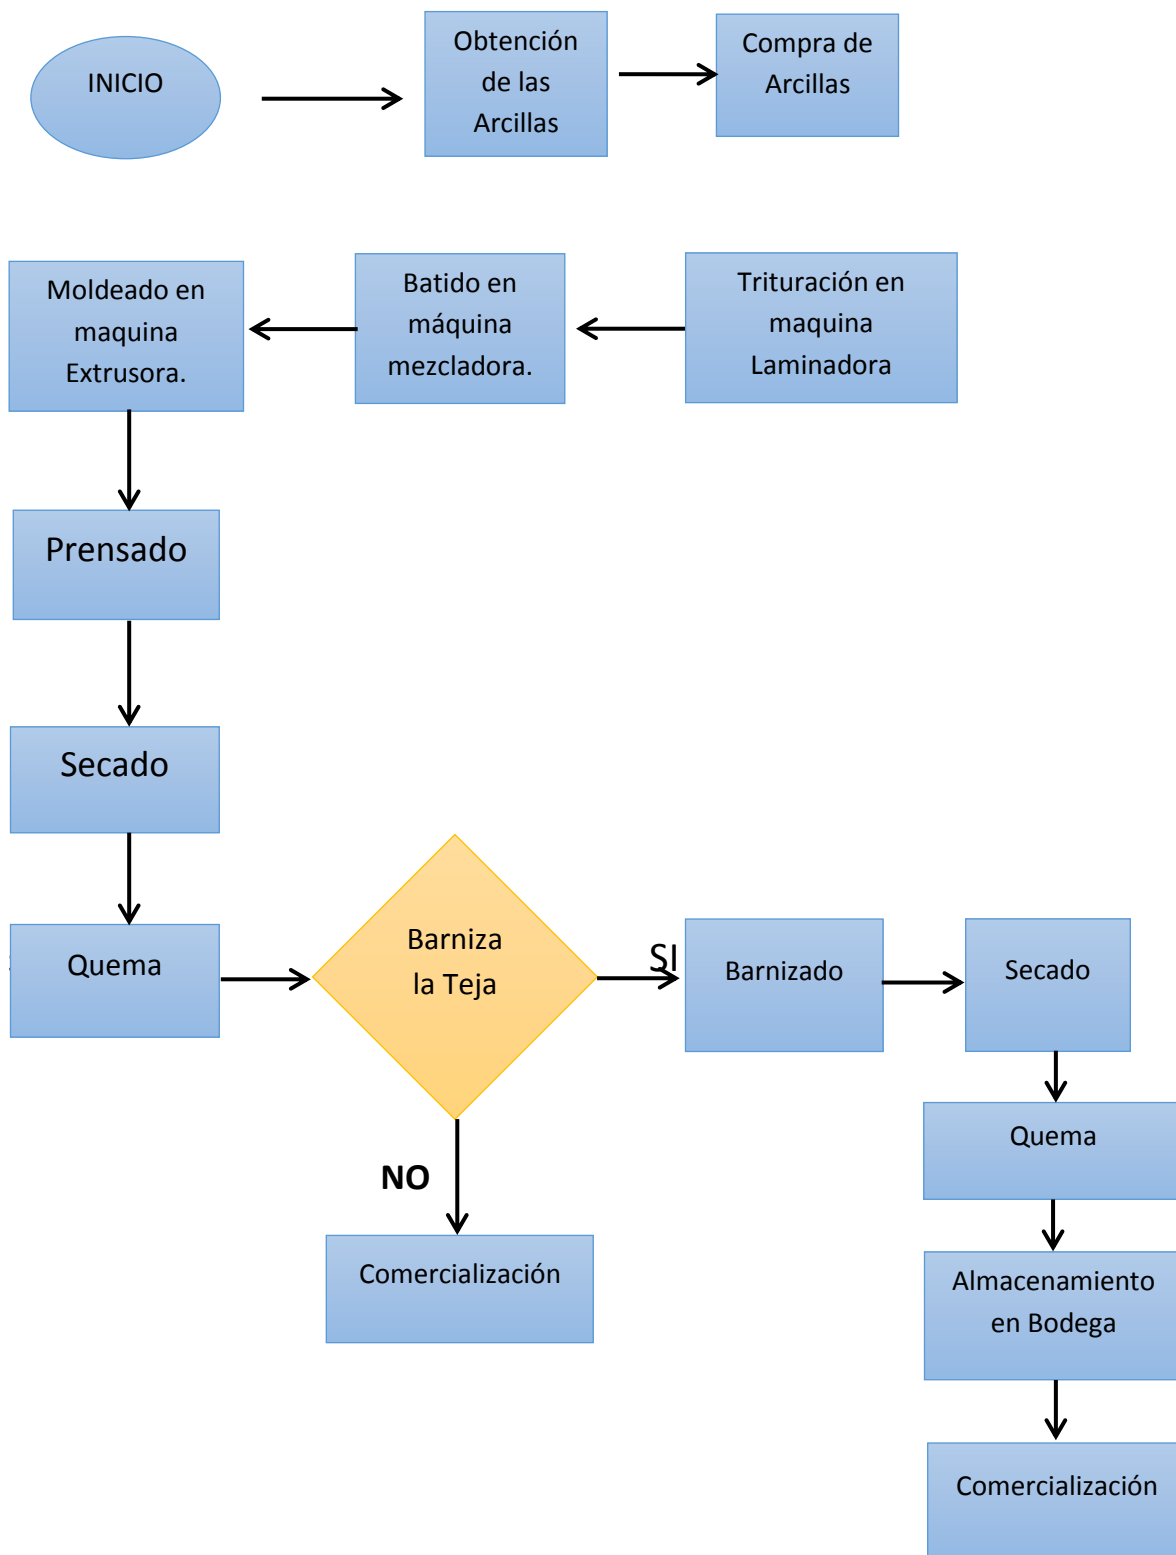 INICIO
Obtención
de las
Arcillas
Compra de
Arcillas
Moldeado en
maquina
Extrusora.
Batido en
máquina
mezcladora.
Trituración en
maquina
Laminadora
Prensado
Secado
Quema
Barniza
la Teja
SI
Barnizado
Secado
Quema
NO
Comercialización
Almacenamiento
en Bodega
Comercialización